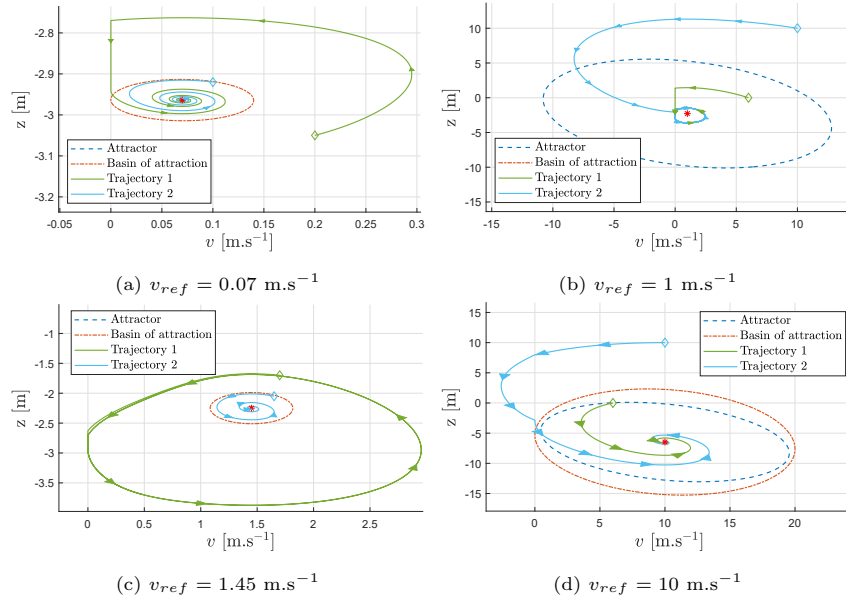 -2.8
-2.9
-3
-3.1
-3.2
z [m]
Attractor
Basin of attraction
Trajectory 1
Trajectory 2
-0.05 0 0.05 0.1 0.15 0.2 0.25 0.3
v [m.s⁻¹]
(a) v_ref = 0.07 m.s⁻¹
10
5
0
-5
-10
-15
z [m]
Attractor
Basin of attraction
Trajectory 1
Trajectory 2
-15 -10 -5 0 5 10
v [m.s⁻¹]
(b) v_ref = 1 m.s⁻¹
Attractor
Basin of attraction
Trajectory 1
Trajectory 2
-1
-1.5
-2
-2.5
-3
-3.5
z [m]
0 0.5 1 1.5 2 2.5
v [m.s⁻¹]
(c) v_ref = 1.45 m.s⁻¹
Attractor
Basin of attraction
Trajectory 1
Trajectory 2
15
10
5
0
-5
-10
-15
z [m]
0 5 10 15 20
v [m.s⁻¹]
(d) v_ref = 10 m.s⁻¹